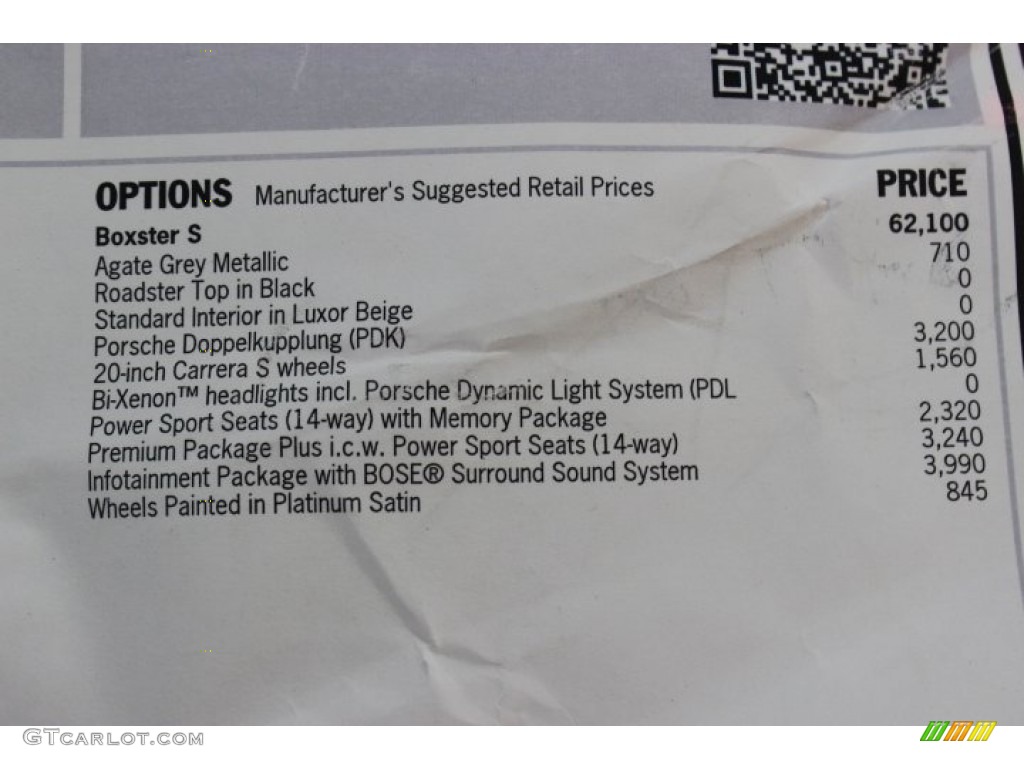 OPTIONS Manufacturer's Suggested Retail Prices PRICE
Boxster S 62,100
Agate Grey Metallic 710
Roadster Top in Black 0
Standard Interior in Luxor Beige 0
Porsche Doppelkupplung (PDK) 3,200
20-inch Carrera S wheels 1,560
Bi-Xenon™ headlights incl. Porsche Dynamic Light System (PDL 0
Power Sport Seats (14-way) with Memory Package 2,320
Premium Package Plus i.c.w. Power Sport Seats (14-way) 3,240
Infotainment Package with BOSE® Surround Sound System 3,990
Wheels Painted in Platinum Satin 845
GTCARLOT.COM